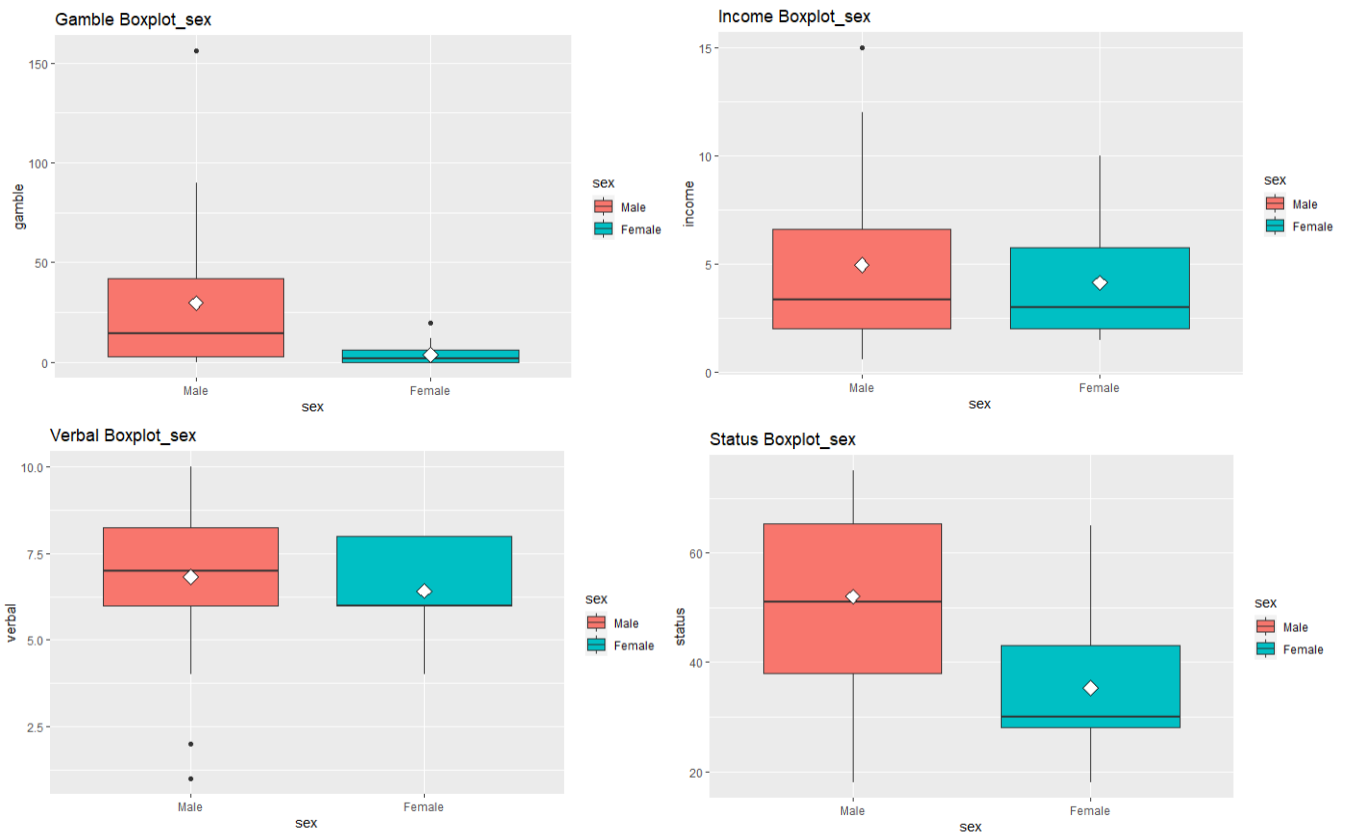 Gamble Boxplot_sex
150
100
50
0
gamble
Male
Female
sex
sex
Male
Female
Income Boxplot_sex
15
10
5
0
income
Male
Female
sex
sex
Male
Female
Verbal Boxplot_sex
10.0
7.5
5.0
2.5
verbal
Male
Female
sex
sex
Male
Female
Status Boxplot_sex
60
40
20
status
Male
Female
sex
sex
Male
Female